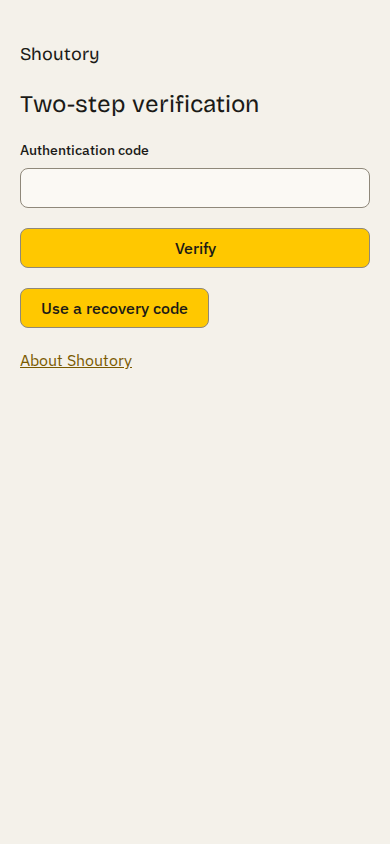 Shoutory
Two-step verification
Authentication code
Verify
Use a recovery code
About Shoutory